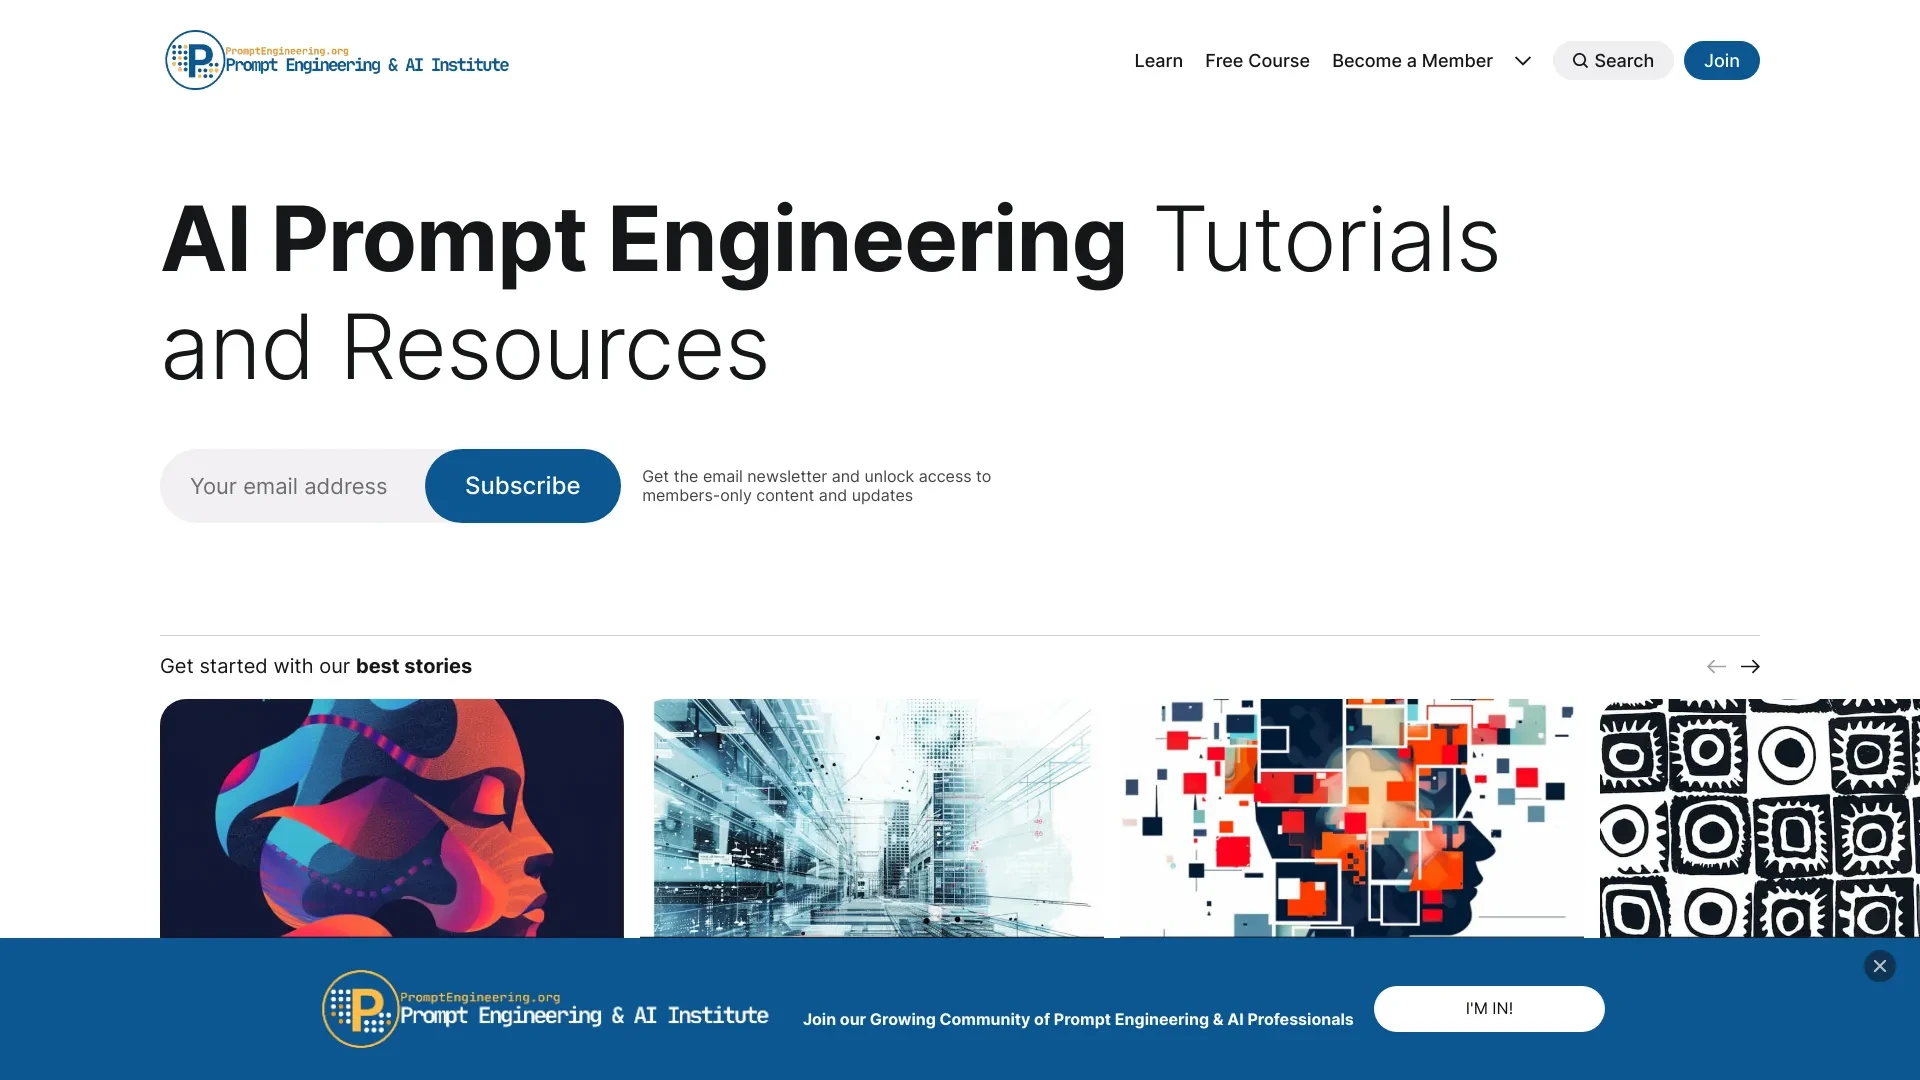 PromptEngineering.org
Prompt Engineering & AI Institute
Learn
Free Course
Become a Member
Search
Join
AI Prompt Engineering Tutorials
and Resources
Your email address
Subscribe
Get the email newsletter and unlock access to
members-only content and updates
Get started with our best stories
PromptEngineering.org
Prompt Engineering & AI Institute
Join our Growing Community of Prompt Engineering & AI Professionals
I'M IN!